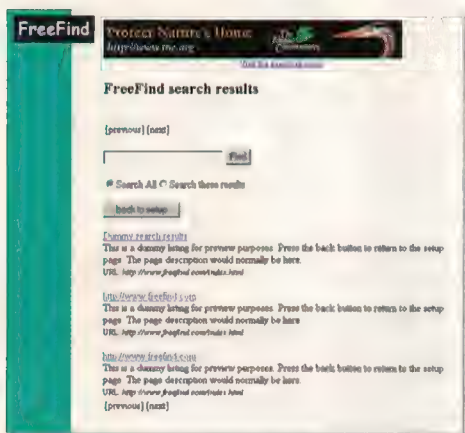 FreeFind
Protect Nature's Home
http://www.tnc.org
The Nature Conservancy
FreeFind search results
[previous] [next]
Find
Search All Search these results
back to setup
Dummy search results
This is a dummy listing for preview purposes. Press the back button to return to the setup
page. The page description would normally be here.
URL: http://www.freefind.com/index.html
http://www.freefind.com
This is a dummy listing for preview purposes. Press the back button to return to the setup
page. The page description would normally be here.
URL: http://www.freefind.com/index.html
http://www.freefind.com
This is a dummy listing for preview purposes. Press the back button to return to the setup
page. The page description would normally be here.
URL: http://www.freefind.com/index.html
[previous] [next]